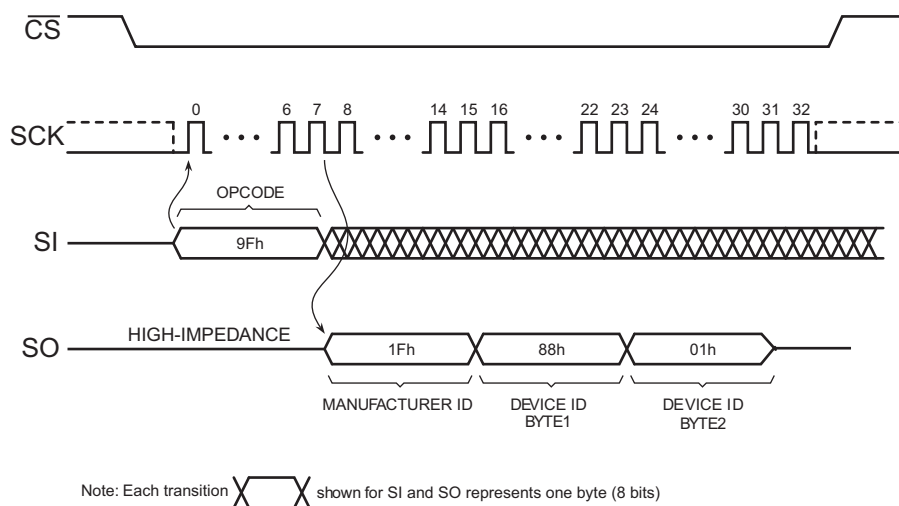 CS
SCK
0 6 7 8 14 15 16 22 23 24 30 31 32
OPCODE
SI
9Fh
SO
HIGH-IMPEDANCE
1Fh 88h 01h
MANUFACTURER ID
DEVICE ID
BYTE1
DEVICE ID
BYTE2
Note: Each transition shown for SI and SO represents one byte (8 bits)